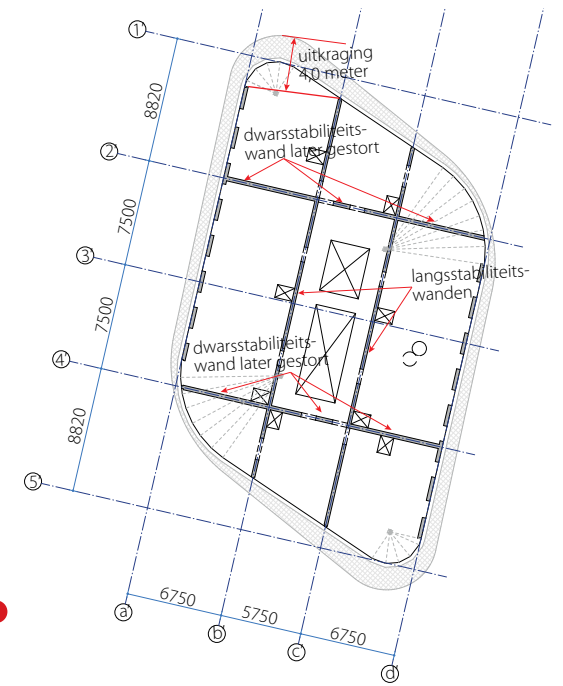 1'
uitkraging
4,0 meter
8820
dwarsstabiliteits-
wand later gestort
2'
7500
3'
langsstabiliteits-
wanden
7500
dwarsstabiliteits-
wand later gestort
4'
8820
5'
6750
5750
6750
a'
b'
c'
d'